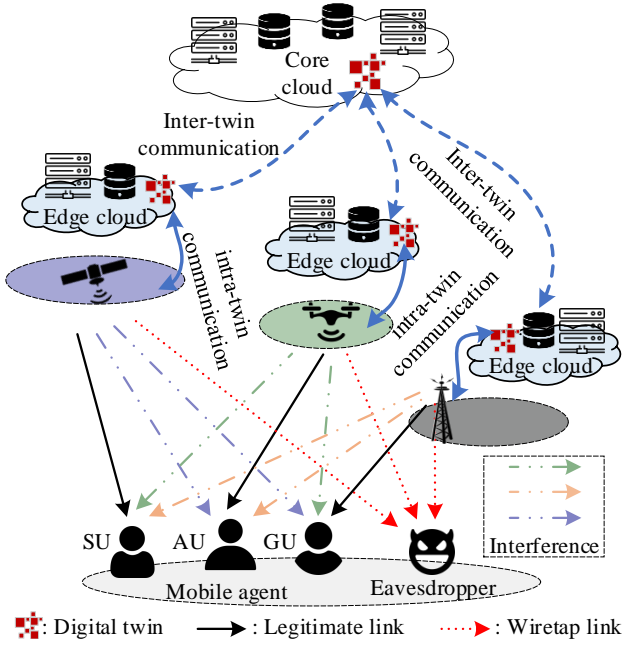 Core
cloud
Inter-twin
communication
Inter-twin
communication
Edge cloud
Edge cloud
intra-twin
communication
intra-twin
communication
Edge cloud
SU
AU
GU
Interference
Mobile agent
Eavesdropper
: Digital twin
: Legitimate link
: Wiretap link